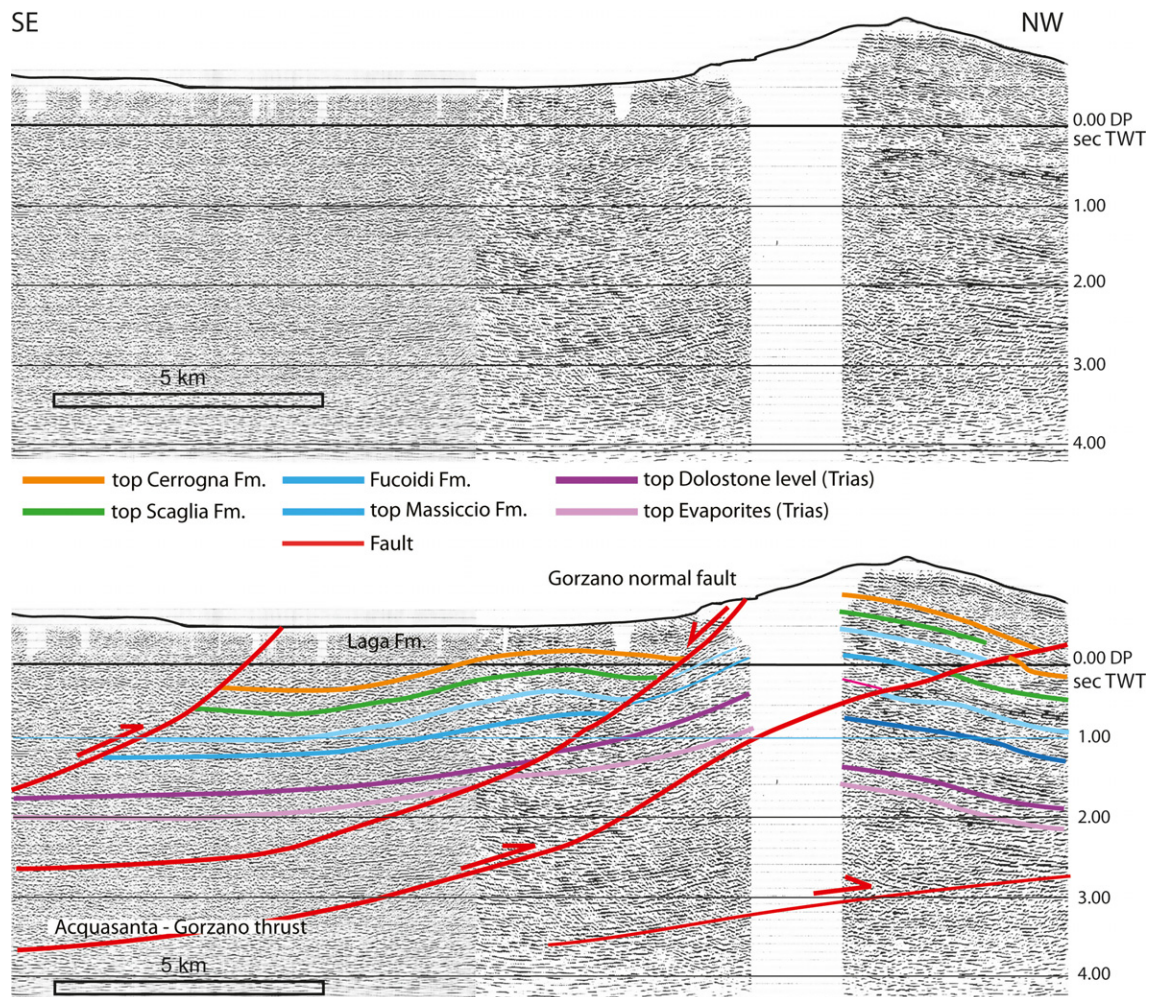 SE
NW
0.00 DP
sec TWT
1.00
2.00
3.00
5 km
4.00
top Cerrogna Fm.
Fucoidi Fm.
top Dolostone level (Trias)
top Scaglia Fm.
top Massiccio Fm.
top Evaporites (Trias)
Fault
Gorzano normal fault
Laga Fm.
0.00 DP
sec TWT
1.00
2.00
3.00
Acquasanta - Gorzano thrust
5 km
4.00